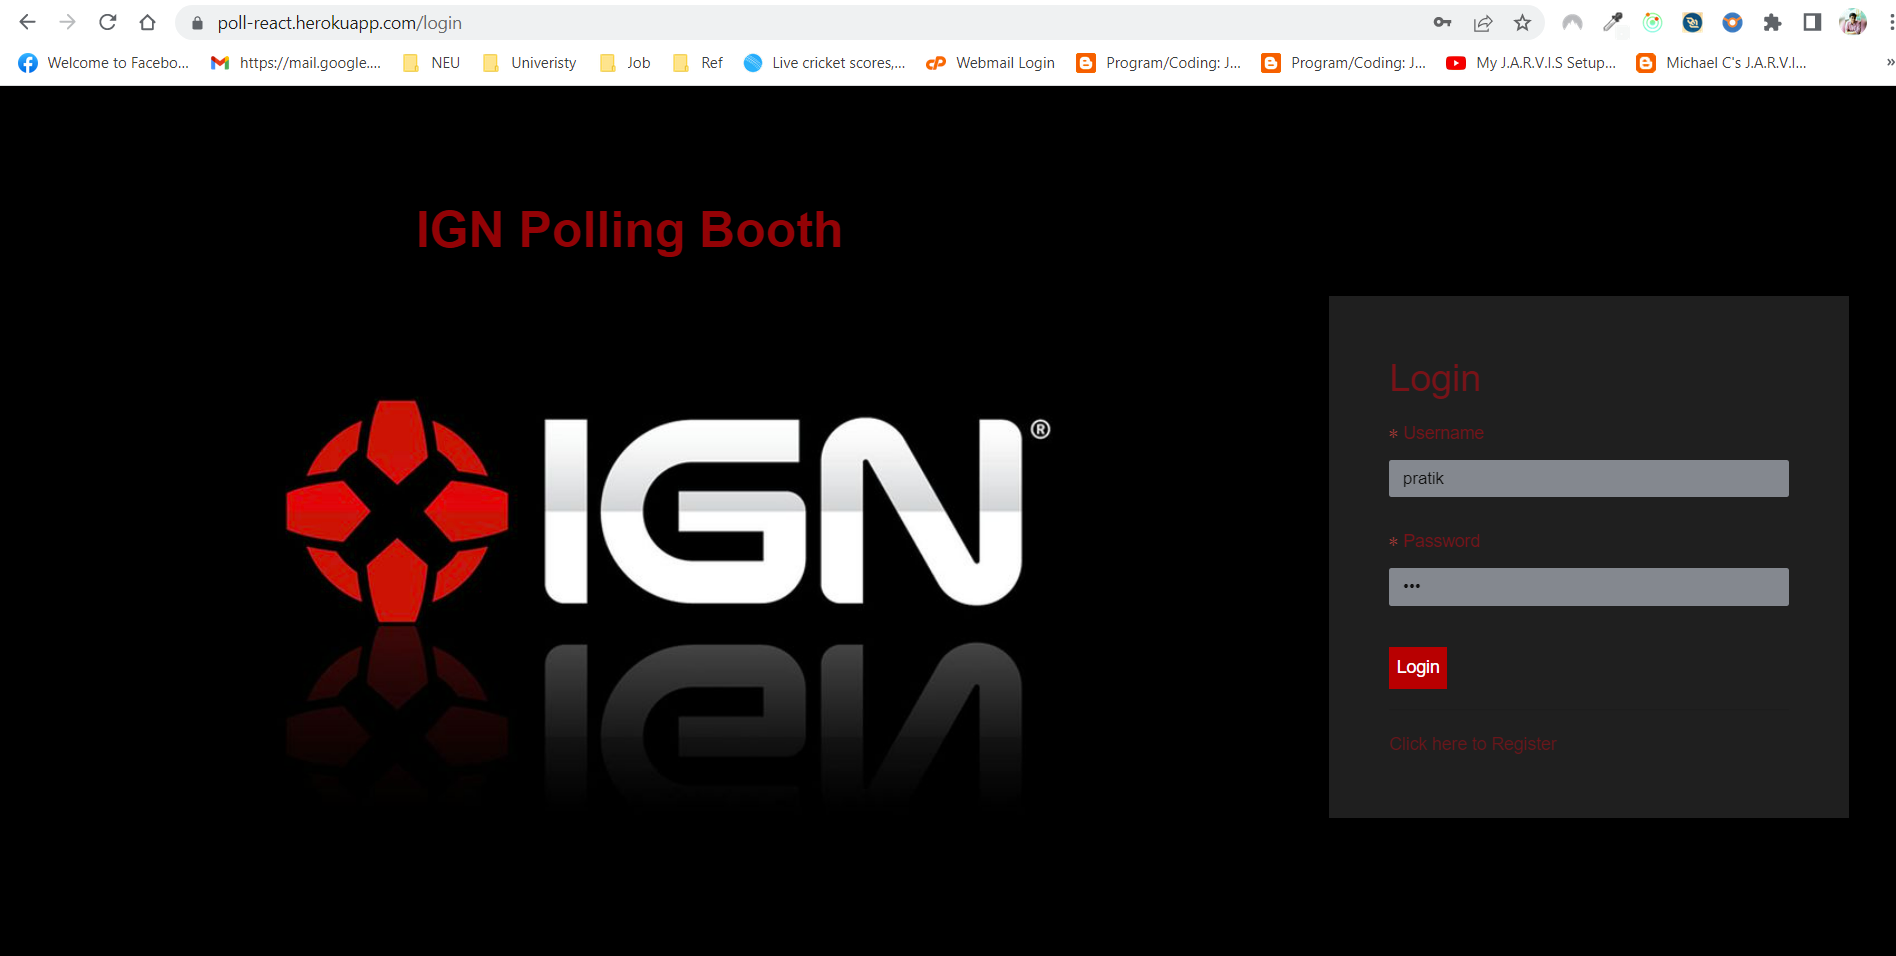 poll-react.herokuapp.com/login
Welcome to Facebo... https://mail.google.... NEU Univeristy Job Ref Live cricket scores,... Webmail Login Program/Coding: J... Program/Coding: J... My J.A.R.V.I.S Setup... Michael C's J.A.R.V.I... »
IGN Polling Booth
IGN®
Login
* Username
pratik
* Password
•••
Login
Click here to Register